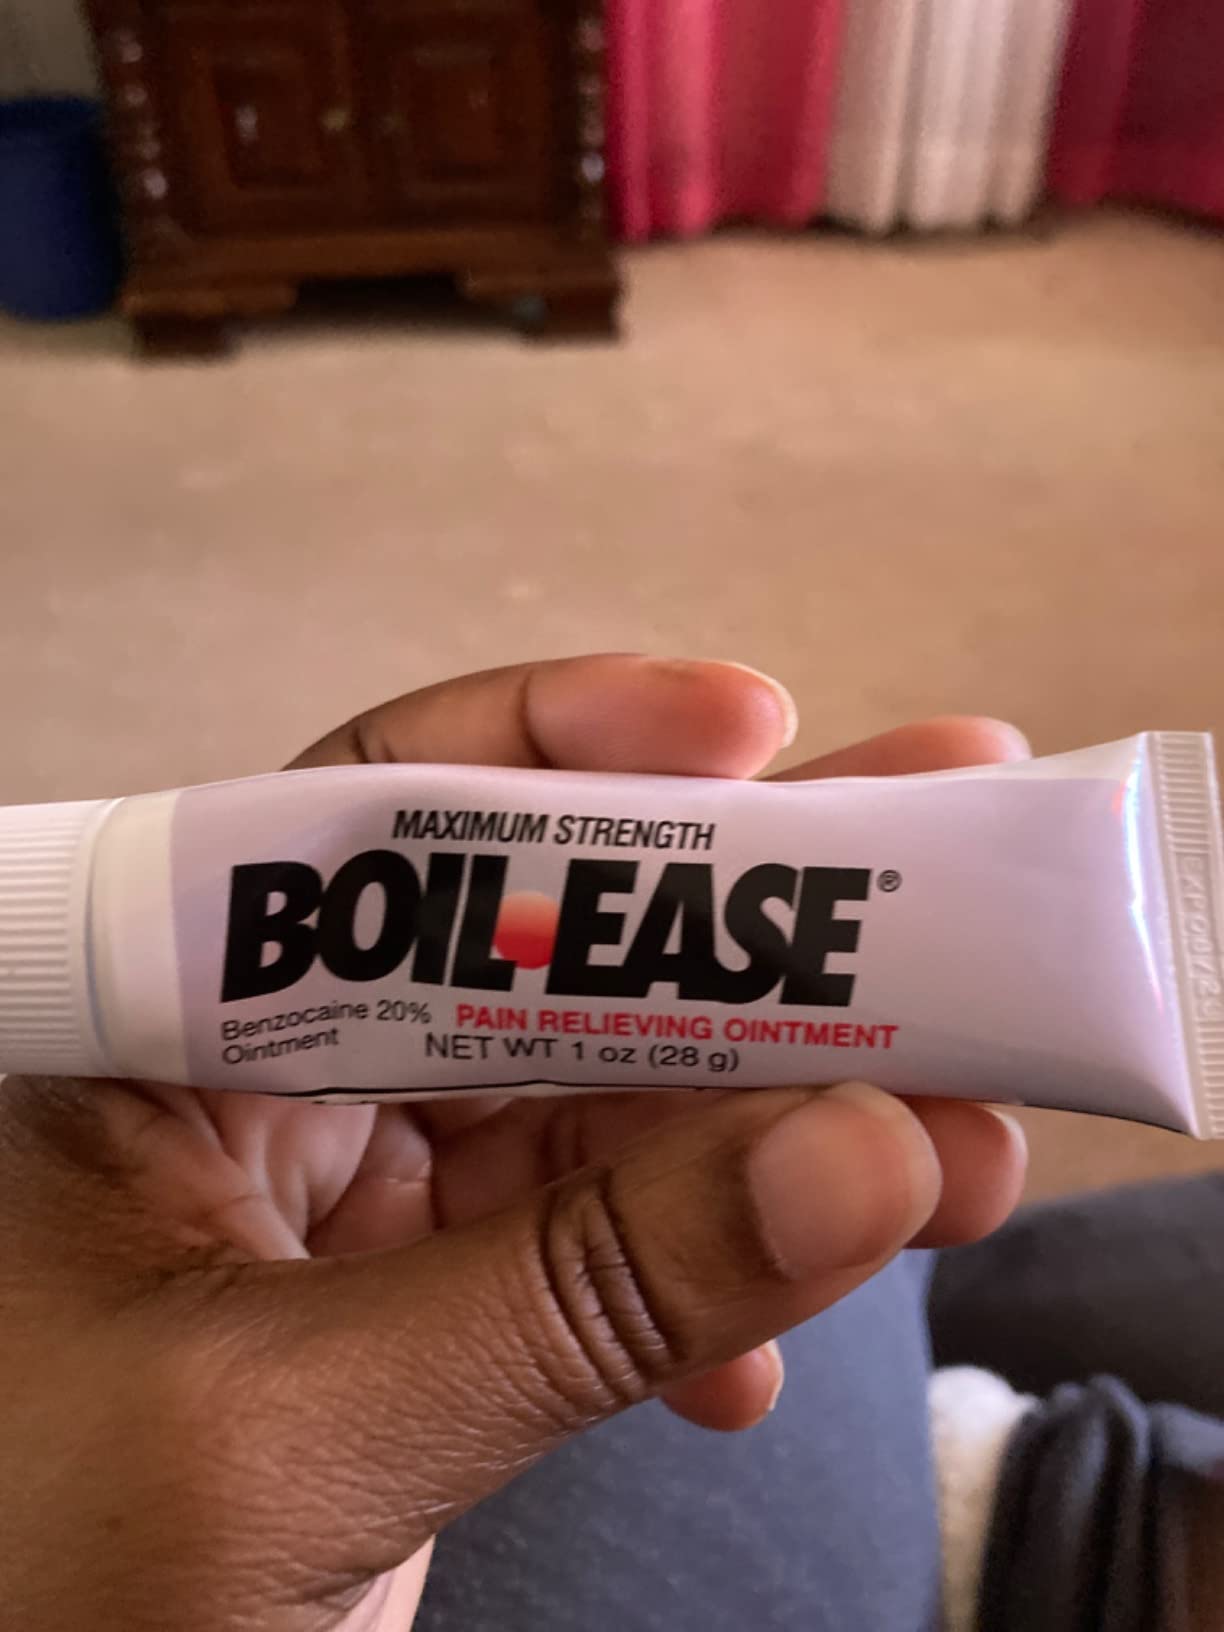 MAXIMUM STRENGTH
BOIL•EASE®
Benzocaine 20%
Ointment
PAIN RELIEVING OINTMENT
NET WT 1 oz (28 g)